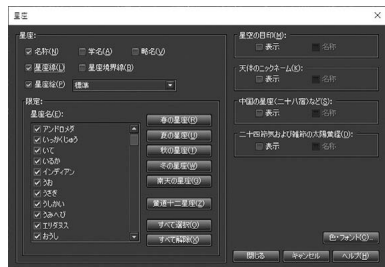 星座
星座:
名称(N) 学名(A) 略名(V)
星座線(L) 星座境界線(B)
星座絵(P) 標準
限定:
星座名(E):
アンドロメダ
いっかくじゅう
いて
いるか
インディアン
うお
うさぎ
うしかい
うみへび
エリダヌス
おうし
春の星座(R)
夏の星座(U)
秋の星座(T)
冬の星座(W)
南天の星座(O)
黄道十二星座(Z)
すべて選択(Q)
すべて解除(X)
星空の目印(M):
表示 名称
天体のニックネーム(K):
表示 名称
中国の星座(二十八宿)など(S):
表示 名称
二十四節気および雑節の太陽黄経(D):
表示 名称
色・フォント(C)...
閉じる キャンセル ヘルプ(H)